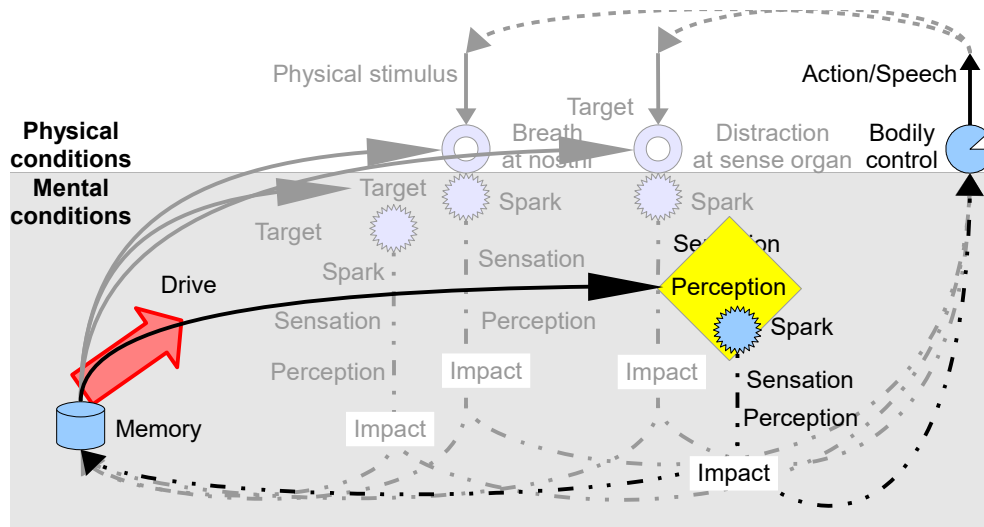 Physical stimulus
Action/Speech
Target
Physical
conditions
Breath
at nostril
Distraction
at sense organ
Bodily
control
Mental
conditions
Target
Spark
Spark
Target
Sensation
Spark
Sensation
Drive
Perception
Sensation
Perception
Spark
Perception
Impact
Impact
Sensation
Perception
Memory
Impact
Impact